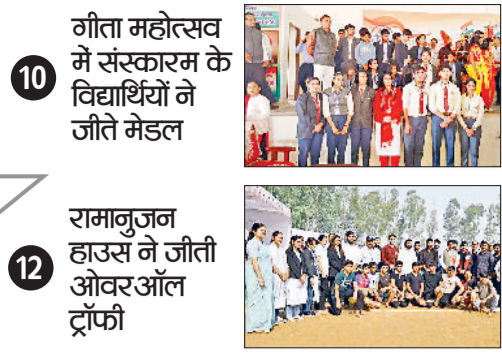 10
गीता महोत्सव
में संस्कारम के
विद्यार्थियों ने
जीते मेडल
12
रामानुजन
हाउस ने जीती
ओवरऑल
ट्रॉफी